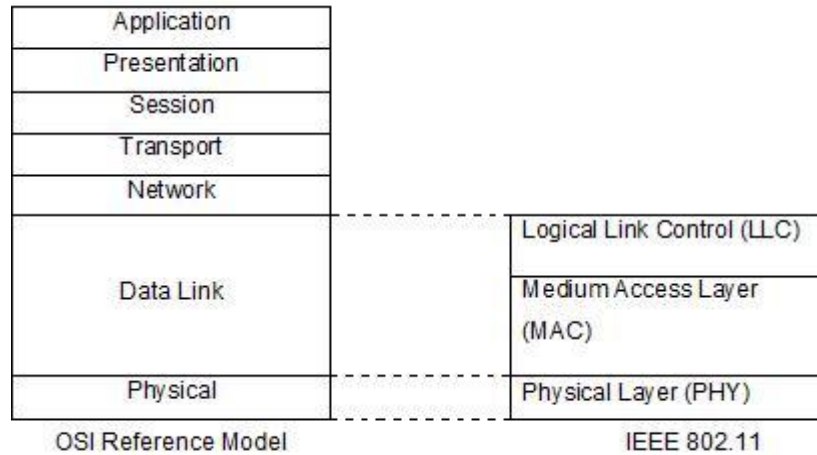 Application
Presentation
Session
Transport
Network
Data Link
Physical
OSI Reference Model
Logical Link Control (LLC)
Medium Access Layer
(MAC)
Physical Layer (PHY)
IEEE 802.11